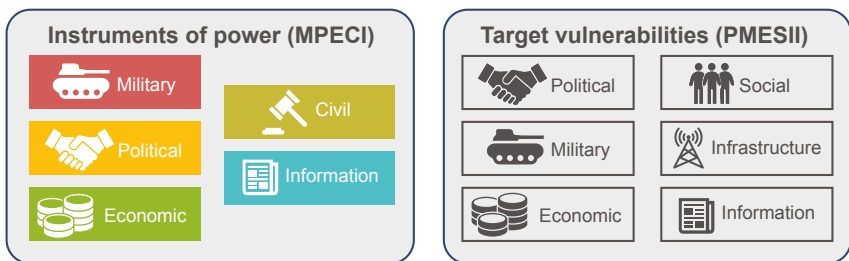 Instruments of power (MPECI)
Military
Political
Economic
Civil
Information
Target vulnerabilities (PMESII)
Political
Military
Economic
Social
Infrastructure
Information